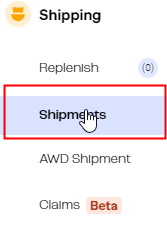 Shipping
Replenish (0)
Shipments
AWD Shipment
Claims Beta